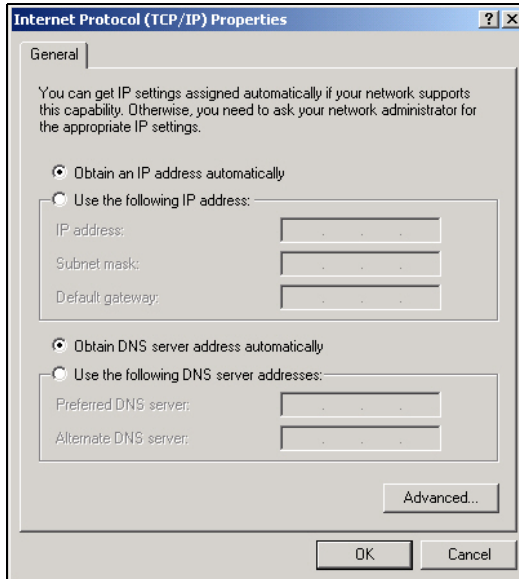 Internet Protocol (TCP/IP) Properties
General
You can get IP settings assigned automatically if your network supports
this capability. Otherwise, you need to ask your network administrator for
the appropriate IP settings.
Obtain an IP address automatically
Use the following IP address:
IP address:
Subnet mask:
Default gateway:
Obtain DNS server address automatically
Use the following DNS server addresses:
Preferred DNS server:
Alternate DNS server:
Advanced...
OK
Cancel